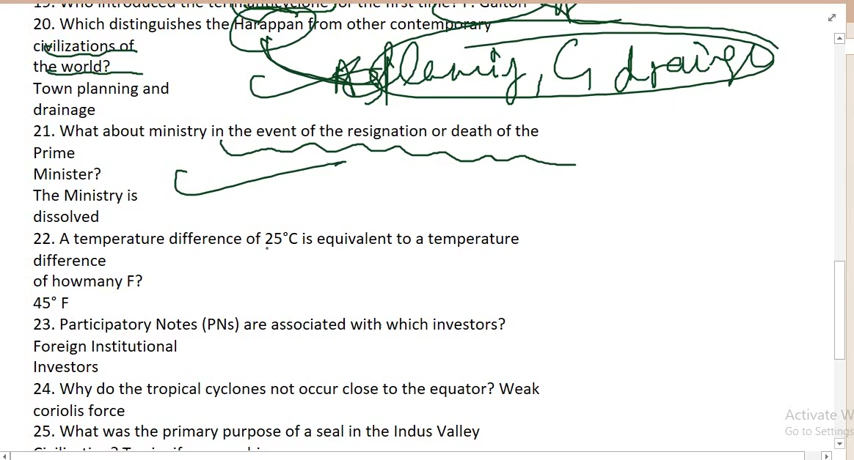 20. Which distinguishes the Harappan from other contemporary
civilizations of
the world?
Town planning and
drainage
21. What about ministry in the event of the resignation or death of the
Prime
Minister?
The Ministry is
dissolved
22. A temperature difference of 25°C is equivalent to a temperature
difference
of howmany F?
45° F
23. Participatory Notes (PNs) are associated with which investors?
Foreign Institutional
Investors
24. Why do the tropical cyclones not occur close to the equator? Weak
coriolis force
25. What was the primary purpose of a seal in the Indus Valley
Activate W
Go to Settings